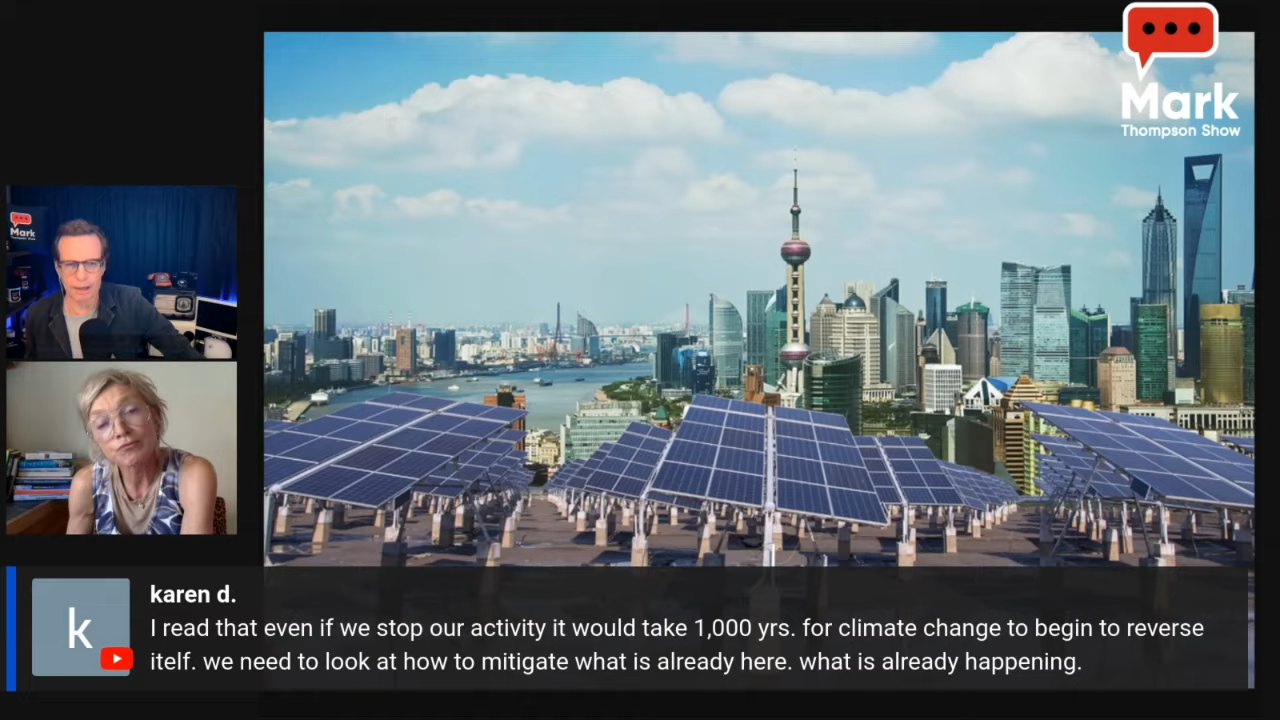 Mark
Thompson Show
Mark
karen d.
k
I read that even if we stop our activity it would take 1,000 yrs. for climate change to begin to reverse
itelf. we need to look at how to mitigate what is already here. what is already happening.